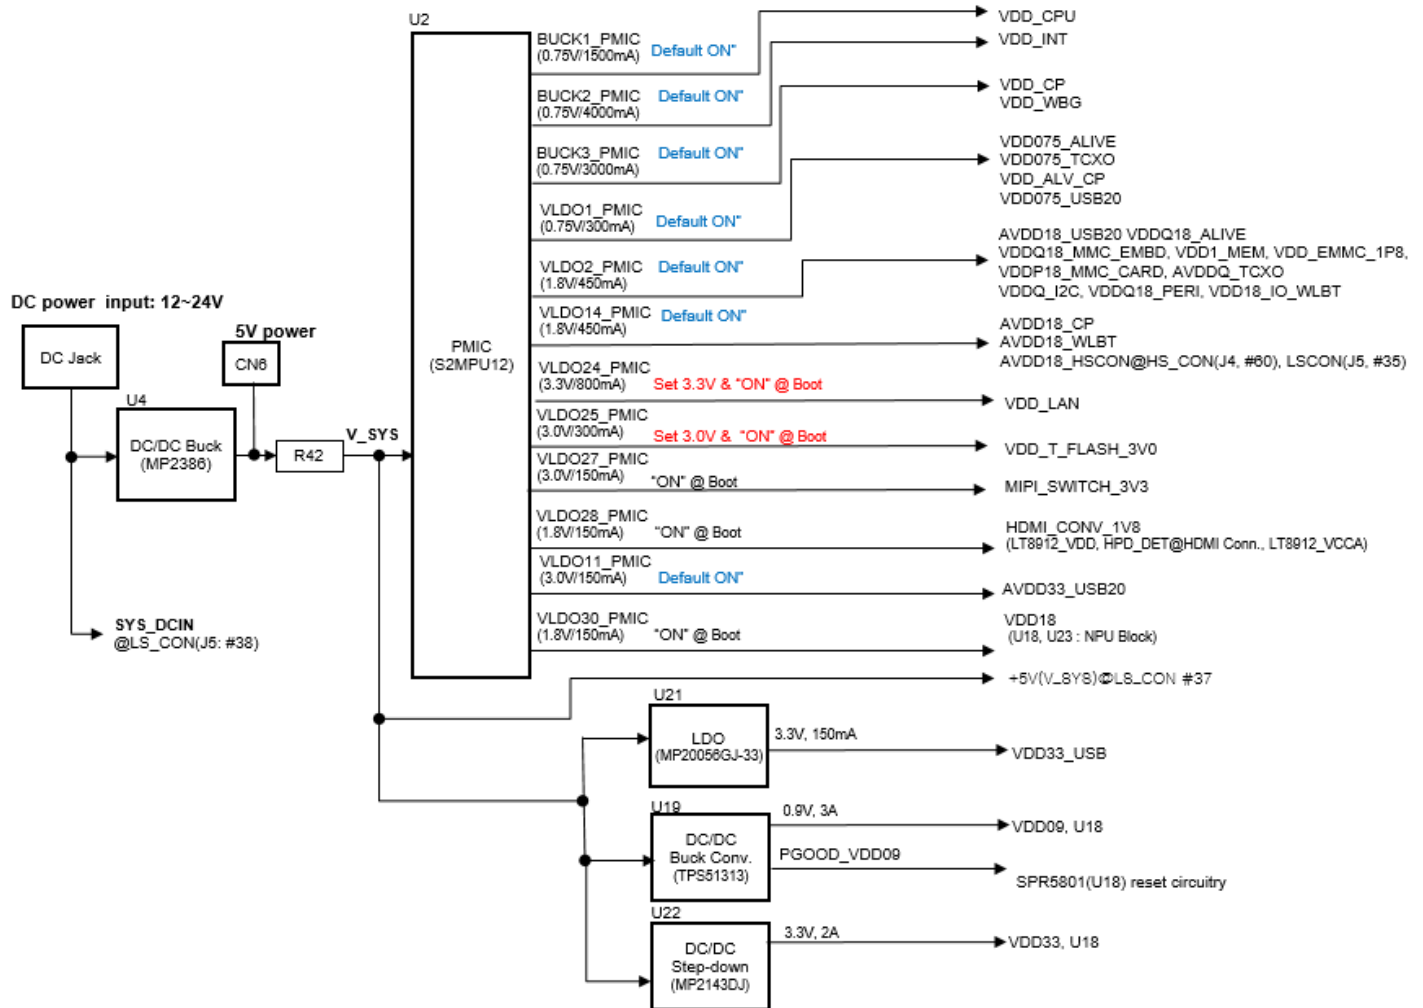 U2
VDD_CPU
BUCK1_PMIC
(0.75V/1500mA)
Default ON"
VDD_INT
BUCK2_PMIC
(0.75V/4000mA)
Default ON"
VDD_CP
VDD_WBG
BUCK3_PMIC
(0.75V/3000mA)
Default ON"
VDD075_ALIVE
VDD075_TCXO
VDD_ALV_CP
VDD075_USB20
VLDO1_PMIC
(0.75V/300mA)
Default ON"
AVDD18_USB20 VDDQ18_ALIVE
VDDQ18_MMC_EMBD, VDD1_MEM, VDD_EMMC_1P8,
VDDP18_MMC_CARD, AVDDQ_TCXO
VDDQ_I2C, VDDQ18_PERI, VDD18_IO_WLBT
VLDO2_PMIC
(1.8V/450mA)
Default ON"
VLDO14_PMIC
(1.8V/450mA)
Default ON"
AVDD18_CP
AVDD18_WLBT
AVDD18_HSCON@HS_CON(J4, #60), LSCON(J5, #35)
DC power input: 12~24V
5V power
DC Jack
CN6
PMIC
(S2MPU12)
VLDO24_PMIC
(3.3V/800mA)
Set 3.3V & "ON" @ Boot
VDD_LAN
U4
DC/DC Buck
(MP2386)
R42
V_SYS
VLDO25_PMIC
(3.0V/300mA)
Set 3.0V & "ON" @ Boot
VDD_T_FLASH_3V0
VLDO27_PMIC
(3.0V/150mA)
"ON" @ Boot
MIPI_SWITCH_3V3
VLDO28_PMIC
(1.8V/150mA)
"ON" @ Boot
HDMI_CONV_1V8
(LT8912_VDD, HPD_DET@HDMI Conn., LT8912_VCCA)
VLDO11_PMIC
(3.0V/150mA)
Default ON"
AVDD33_USB20
SYS_DCIN
@LS_CON(J5: #38)
VLDO30_PMIC
(1.8V/150mA)
"ON" @ Boot
VDD18
(U18, U23 : NPU Block)
+5V(V_SYS)@LS_CON #37
U21
LDO
(MP20056GJ-33)
3.3V, 150mA
VDD33_USB
U19
DC/DC
Buck Conv.
(TPS51313)
0.9V, 3A
VDD09, U18
PGOOD_VDD09
SPR5801(U18) reset circuitry
U22
DC/DC
Step-down
(MP2143DJ)
3.3V, 2A
VDD33, U18